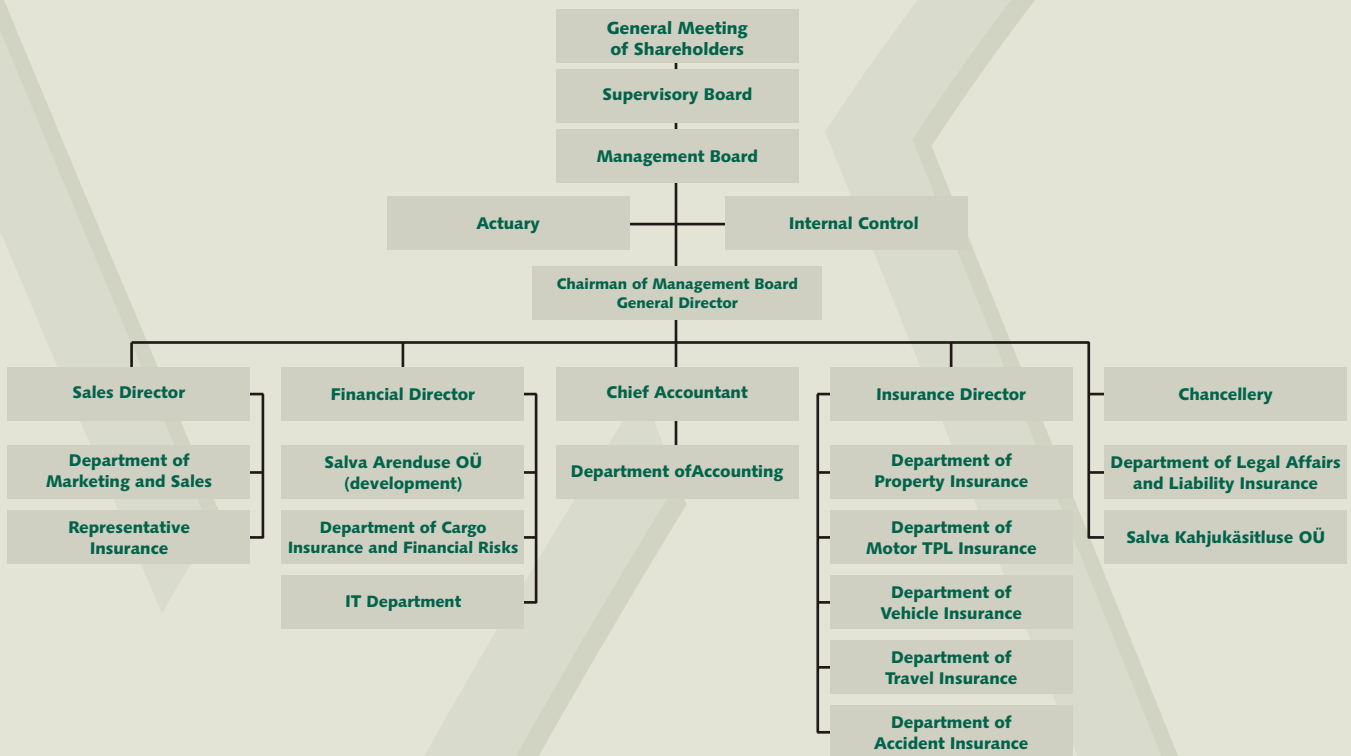 General Meeting
of Shareholders
Supervisory Board
Management Board
Actuary
Internal Control
Chairman of Management Board
General Director
Sales Director
Department of
Marketing and Sales
Representative
Insurance
Financial Director
Salva Arenduse OÜ
(development)
Department of Cargo
Insurance and Financial Risks
IT Department
Chief Accountant
Department ofAccounting
Insurance Director
Department of
Property Insurance
Department of
Motor TPL Insurance
Department of
Vehicle Insurance
Department of
Travel Insurance
Department of
Accident Insurance
Chancellery
Department of Legal Affairs
and Liability Insurance
Salva Kahjukäsitluse OÜ